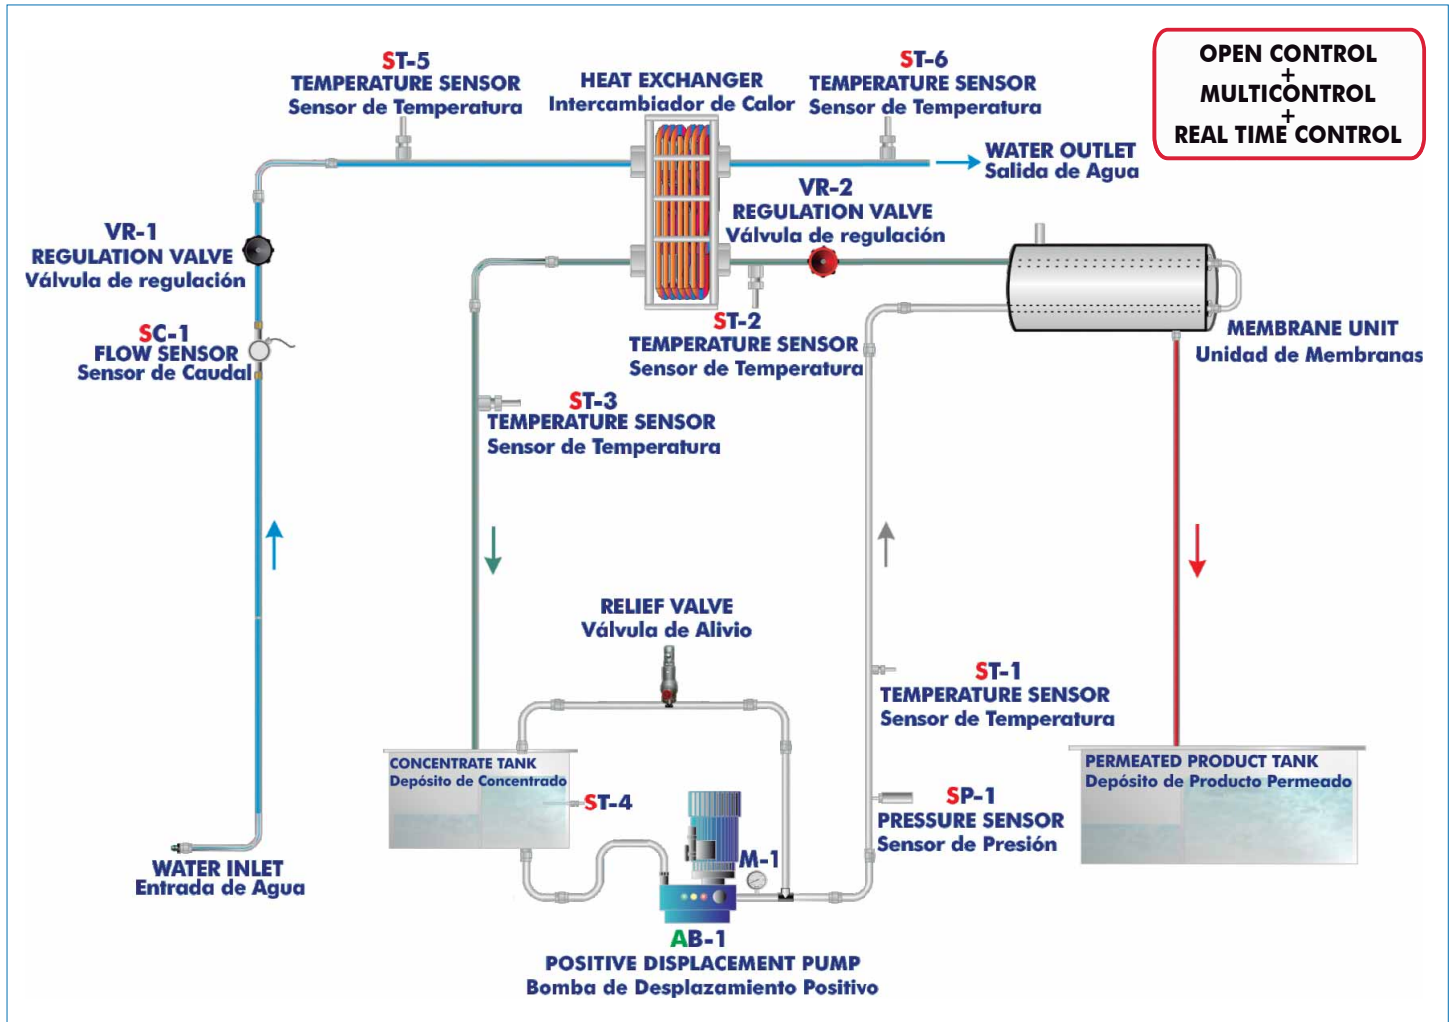 ST-5
TEMPERATURE SENSOR
Sensor de Temperatura
HEAT EXCHANGER
Intercambiador de Calor
ST-6
TEMPERATURE SENSOR
Sensor de Temperatura
OPEN CONTROL
+
MULTICONTROL
+
REAL TIME CONTROL
WATER OUTLET
Salida de Agua
VR-2
REGULATION VALVE
Válvula de regulación
VR-1
REGULATION VALVE
Válvula de regulación
SC-1
FLOW SENSOR
Sensor de Caudal
ST-2
TEMPERATURE SENSOR
Sensor de Temperatura
MEMBRANE UNIT
Unidad de Membranas
ST-3
TEMPERATURE SENSOR
Sensor de Temperatura
RELIEF VALVE
Válvula de Alivio
ST-1
TEMPERATURE SENSOR
Sensor de Temperatura
CONCENTRATE TANK
Depósito de Concentrado
ST-4
PERMEATED PRODUCT TANK
Depósito de Producto Permeado
SP-1
PRESSURE SENSOR
Sensor de Presión
M-1
WATER INLET
Entrada de Agua
AB-1
POSITIVE DISPLACEMENT PUMP
Bomba de Desplazamiento Positivo